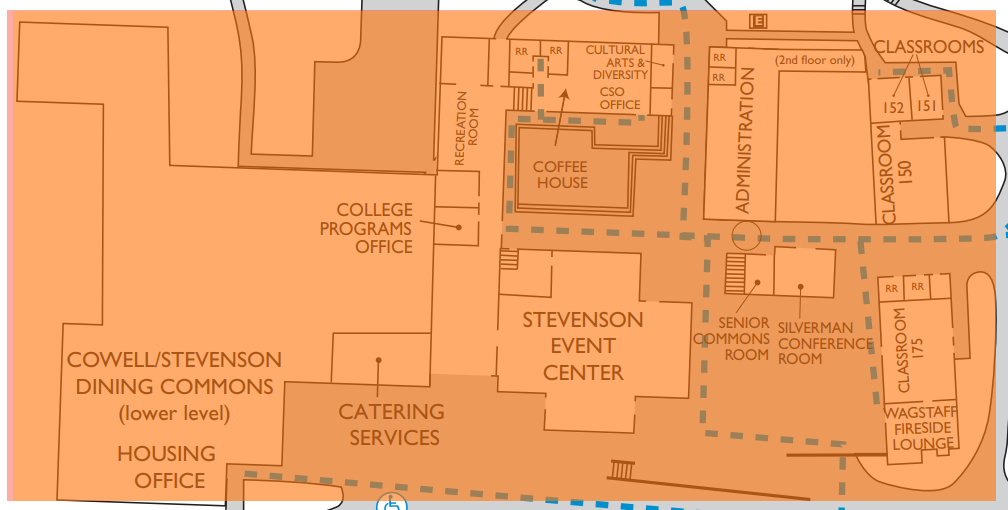 E
RR
RR
CULTURAL
ARTS &
DIVERSITY
CSO
OFFICE
RECREATION
ROOM
COFFEE
HOUSE
RR
RR
(2nd floor only)
ADMINISTRATION
CLASSROOMS
152
151
CLASSROOM
150
COLLEGE
PROGRAMS
OFFICE
STEVENSON
EVENT
CENTER
SENIOR
COMMONS
ROOM
SILVERMAN
CONFERENCE
ROOM
RR
RR
CLASSROOM
175
WAGSTAFF
FIRESIDE
LOUNGE
COWELL/STEVENSON
DINING COMMONS
(lower level)
HOUSING
OFFICE
CATERING
SERVICES